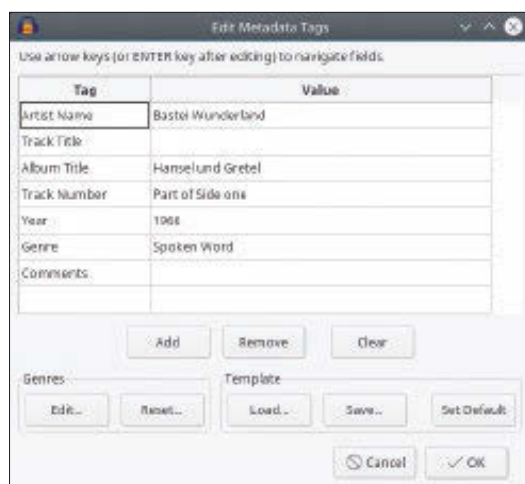 Edit Metadata Tags
Use arrow keys (or ENTER key after editing) to navigate fields.
Tag Value
Artist Name Bastei Wunderland
Track Title
Album Title Hansel und Gretel
Track Number Part of Side one
Year
Genre Spoken Word
Comments
Add Remove Clear
Genres Template
Edit... Reset... Load... Save... Set Default
Cancel OK